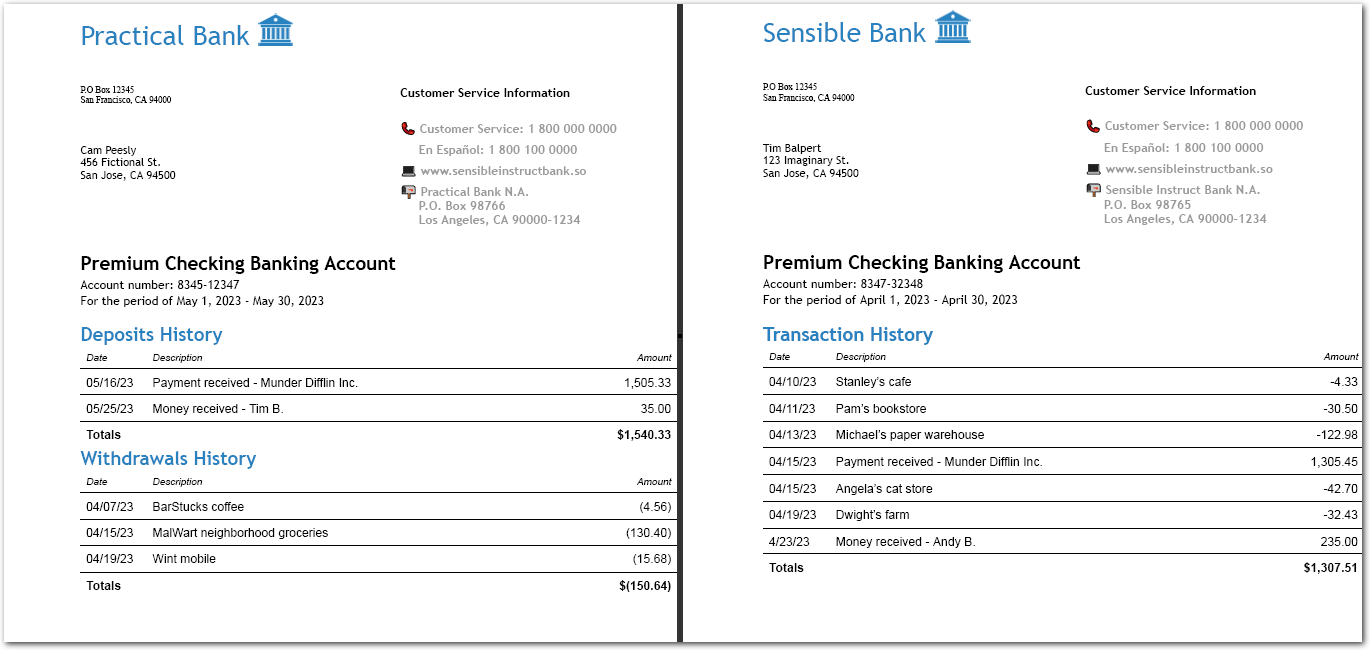 Practical Bank
P.O Box 12345
San Francisco, CA 94000
Customer Service Information
Customer Service: 1 800 000 0000
En Español: 1 800 100 0000
www.sensibleinstructbank.so
Practical Bank N.A.
P.O. Box 98766
Los Angeles, CA 90000-1234
Cam Peesly
456 Fictional St.
San Jose, CA 94500
Premium Checking Banking Account
Account number: 8345-12347
For the period of May 1, 2023 - May 30, 2023
Deposits History
Date Description Amount
05/16/23 Payment received - Munder Difflin Inc. 1,505.33
05/25/23 Money received - Tim B. 35.00
Totals $1,540.33
Withdrawals History
Date Description Amount
04/07/23 BarStucks coffee (4.56)
04/15/23 MalWart neighborhood groceries (130.40)
04/19/23 Wint mobile (15.68)
Totals $(150.64)
Sensible Bank
P.O Box 12345
San Francisco, CA 94000
Customer Service Information
Customer Service: 1 800 000 0000
En Español: 1 800 100 0000
www.sensibleinstructbank.so
Sensible Instruct Bank N.A.
P.O. Box 98765
Los Angeles, CA 90000-1234
Tim Balpert
123 Imaginary St.
San Jose, CA 94500
Premium Checking Banking Account
Account number: 8347-32348
For the period of April 1, 2023 - April 30, 2023
Transaction History
Date Description Amount
04/10/23 Stanley's cafe -4.33
04/11/23 Pam's bookstore -30.50
04/13/23 Michael's paper warehouse -122.98
04/15/23 Payment received - Munder Difflin Inc. 1,305.45
04/15/23 Angela's cat store -42.70
04/19/23 Dwight's farm -32.43
4/23/23 Money received - Andy B. 235.00
Totals $1,307.51